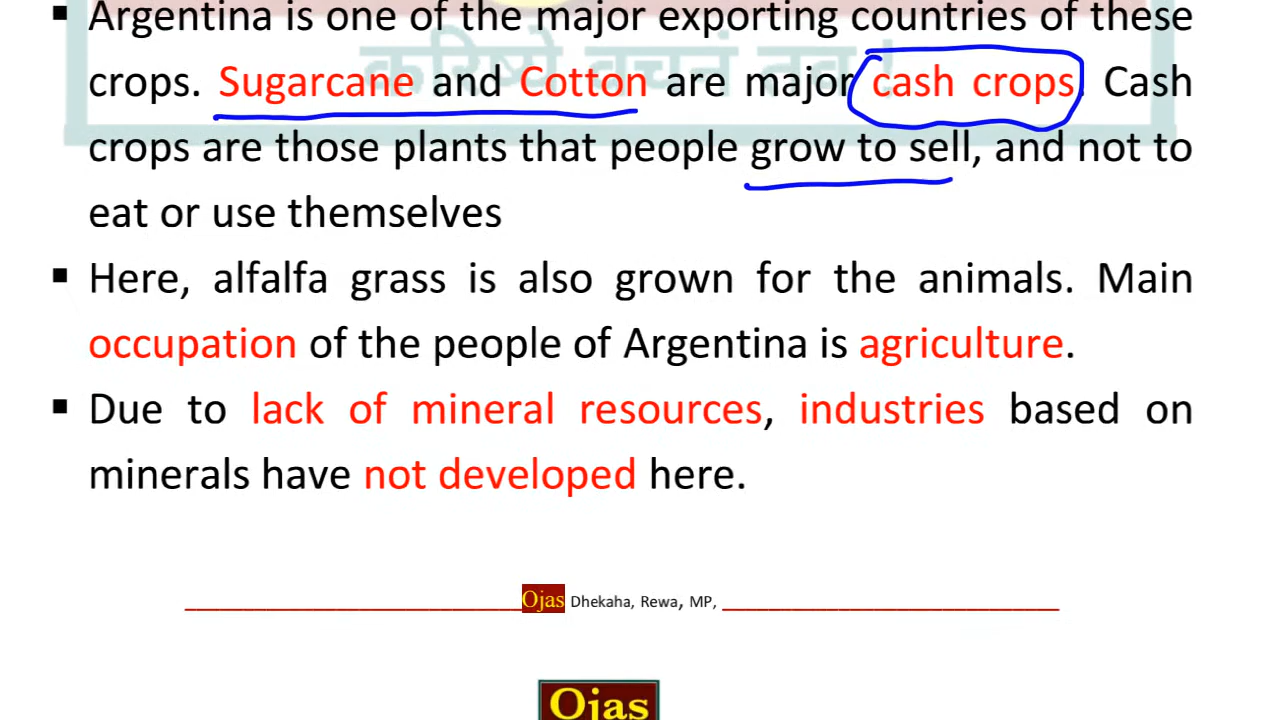 ▪ Argentina is one of the major exporting countries of these
crops. Sugarcane and Cotton are major cash crops. Cash
crops are those plants that people grow to sell, and not to
eat or use themselves
▪ Here, alfalfa grass is also grown for the animals. Main
occupation of the people of Argentina is agriculture.
▪ Due to lack of mineral resources, industries based on
minerals have not developed here.
Ojas Dhekaha, Rewa, MP,
Ojas
करिष्ये वचनं तव !